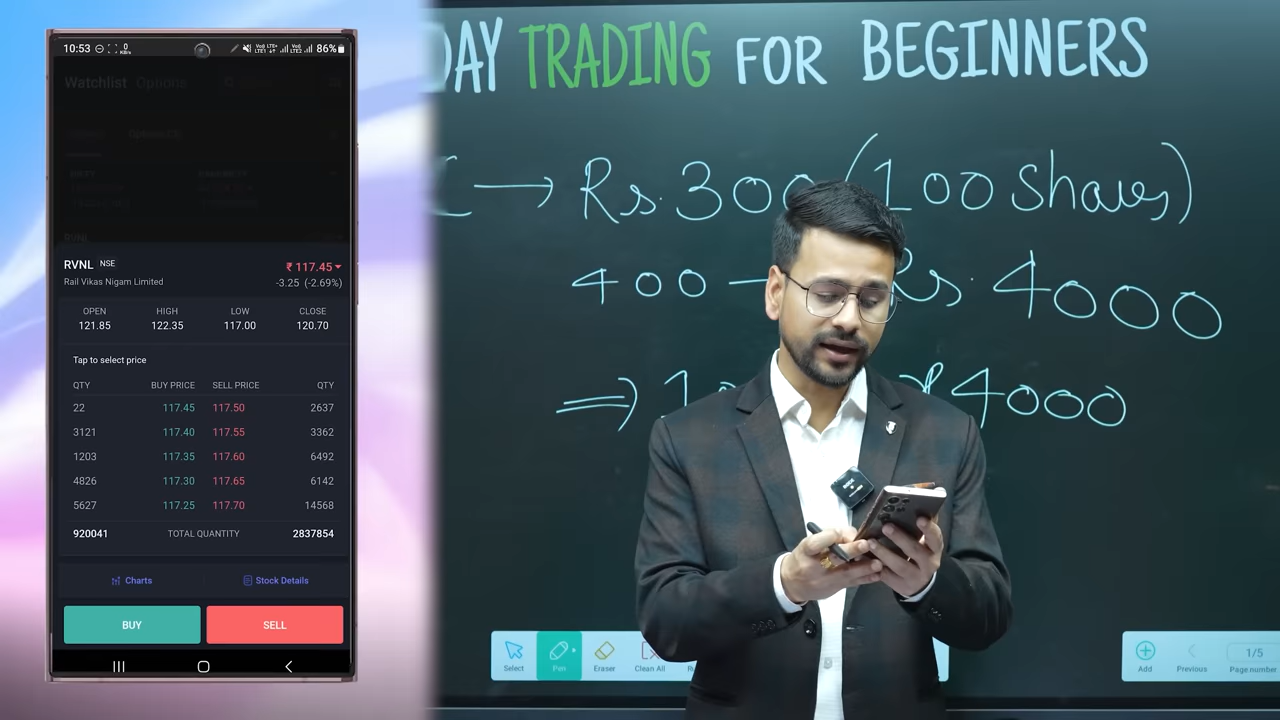 10:53
86%
Watchlist Options
RVNL NSE
₹ 117.45
Rail Vikas Nigam Limited
-3.25 (-2.69%)
OPEN HIGH LOW CLOSE
121.85 122.35 117.00 120.70
Tap to select price
QTY BUY PRICE SELL PRICE QTY
22 117.45 117.50 2637
3121 117.40 117.55 3362
1203 117.35 117.60 6492
4826 117.30 117.65 6142
5627 117.25 117.70 14568
920041 TOTAL QUANTITY 2837854
Charts Stock Details
BUY SELL
DAY TRADING FOR BEGINNERS
→ Rs. 300 (100 Shares)
400 — Rs. 4000
⇒ 4000
Select Pen Eraser Clean All
Add Previous 1/5 Page number